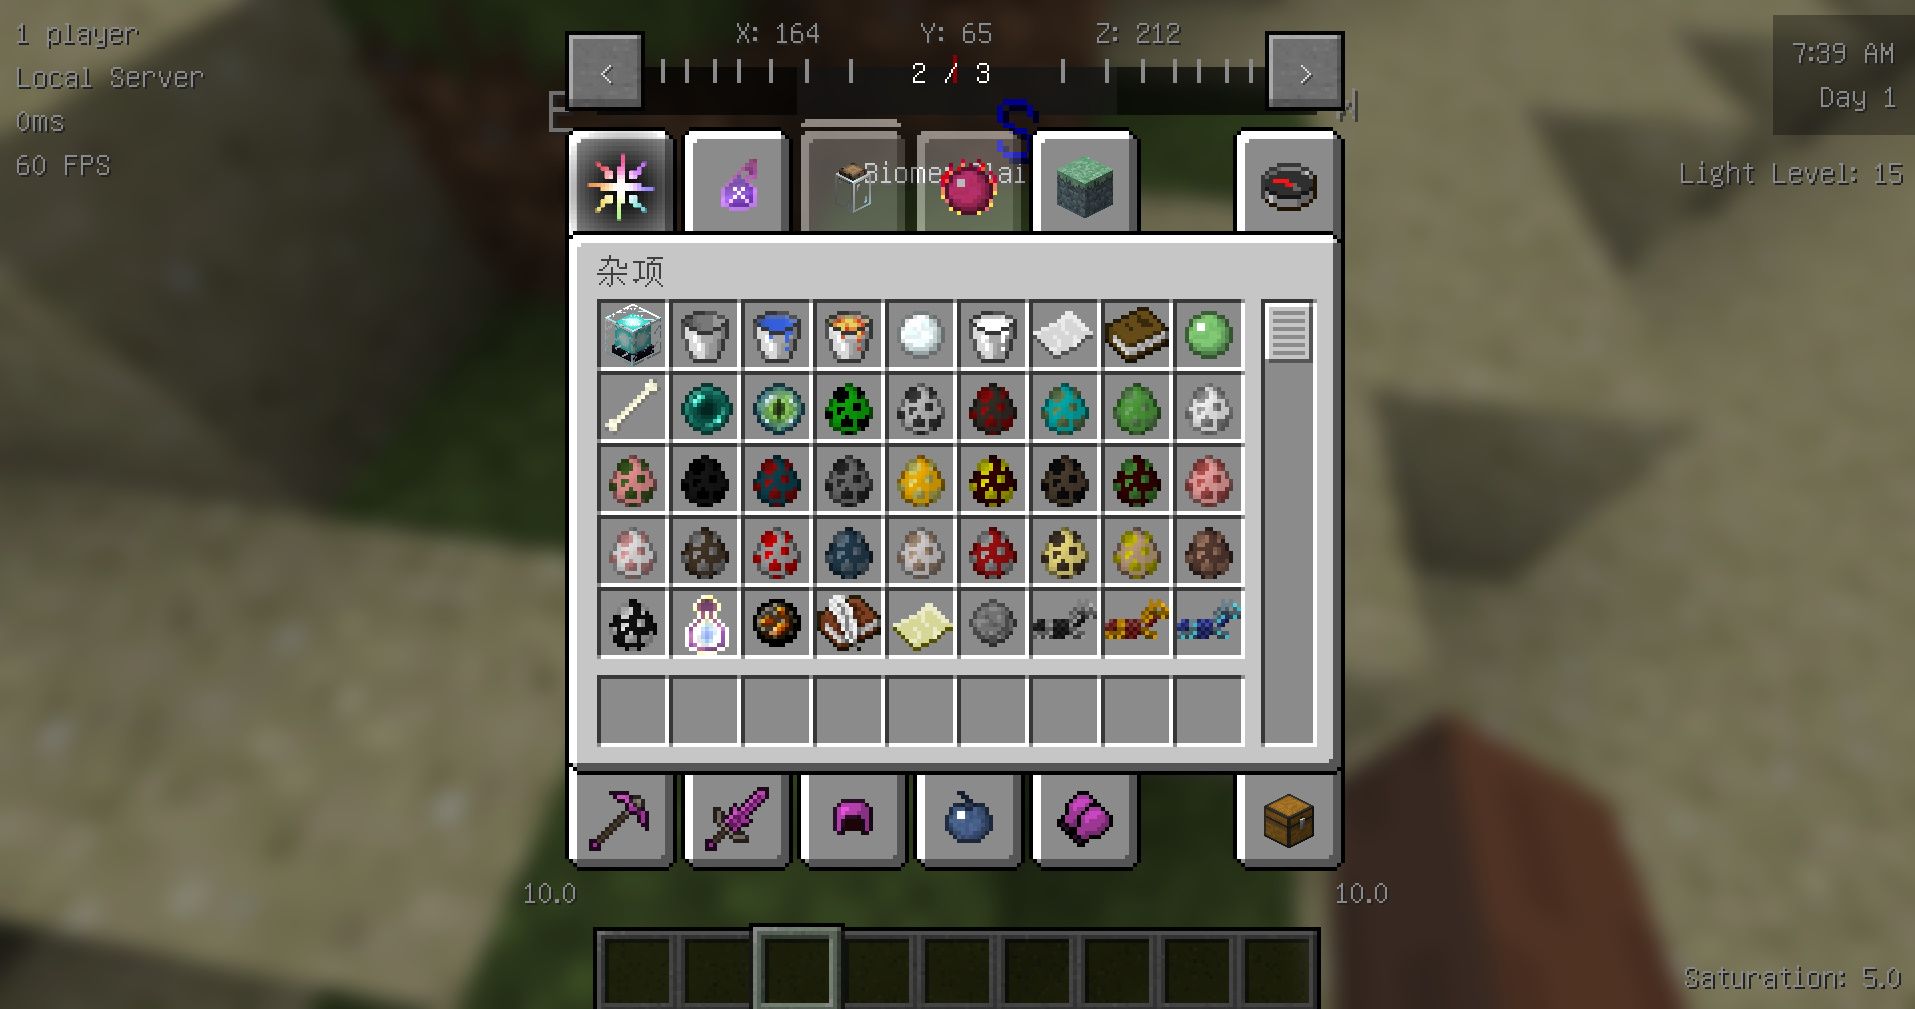 1 player
Local Server
0ms
60 FPS
X: 164
Y: 65
Z: 212
<
2 / 3
>
E
S
7:39 AM
Day 1
Light Level: 15
杂项
10.0
10.0
Saturation: 5.0